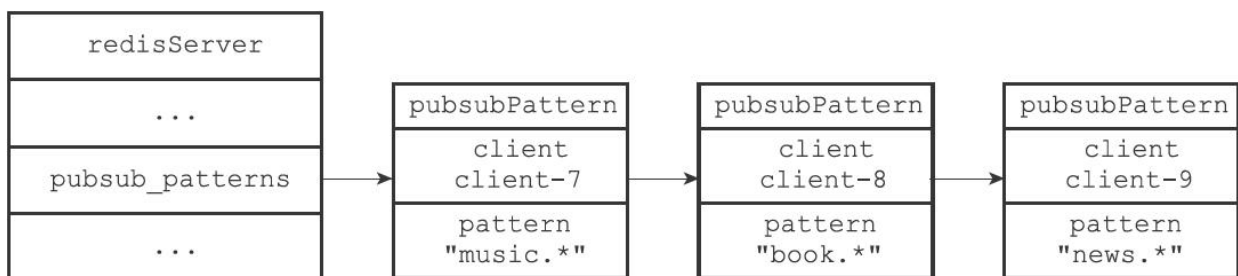 redisServer
...
pubsub_patterns
...
pubsubPattern
client
client-7
pattern
"music.*"
pubsubPattern
client
client-8
pattern
"book.*"
pubsubPattern
client
client-9
pattern
"news.*"